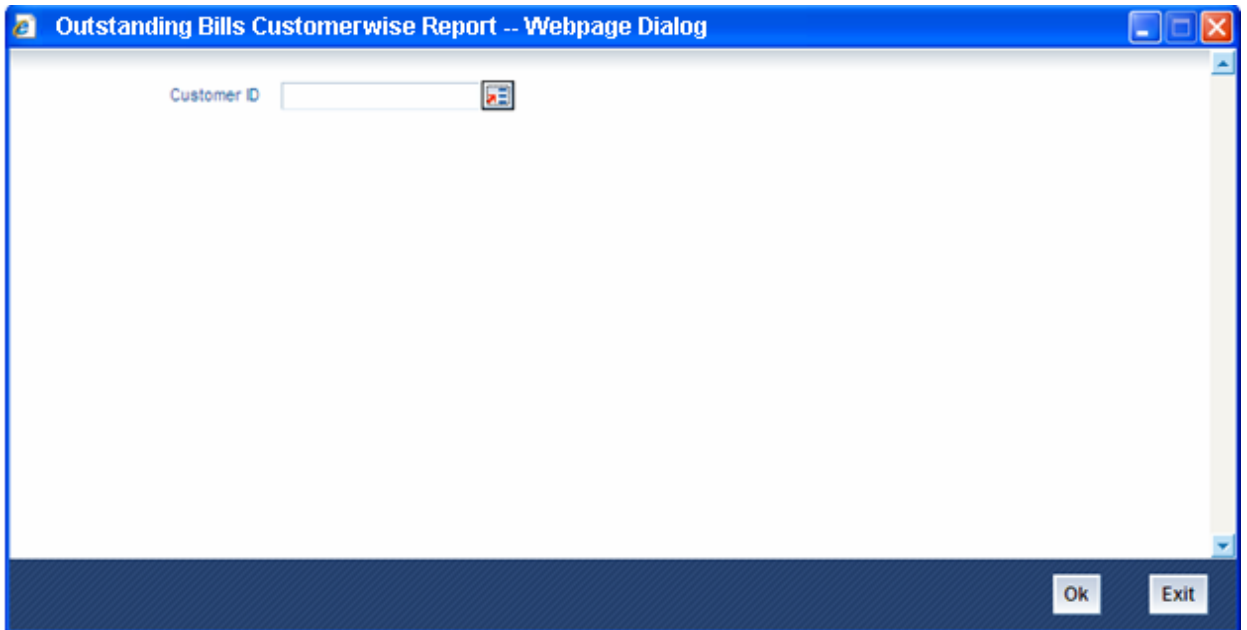 Outstanding Bills Customerwise Report -- Webpage Dialog
Customer ID
Ok Exit